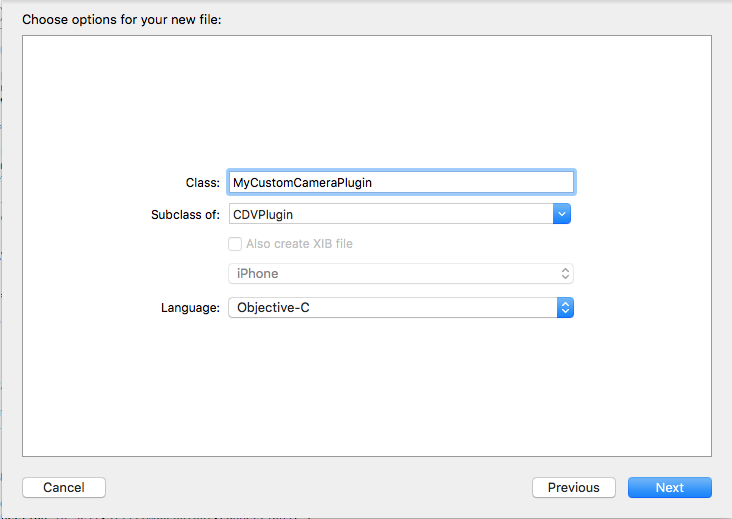 Choose options for your new file:
Class: MyCustomCameraPlugin
Subclass of: CDVPlugin
Also create XIB file
iPhone
Language: Objective-C
Cancel Previous Next